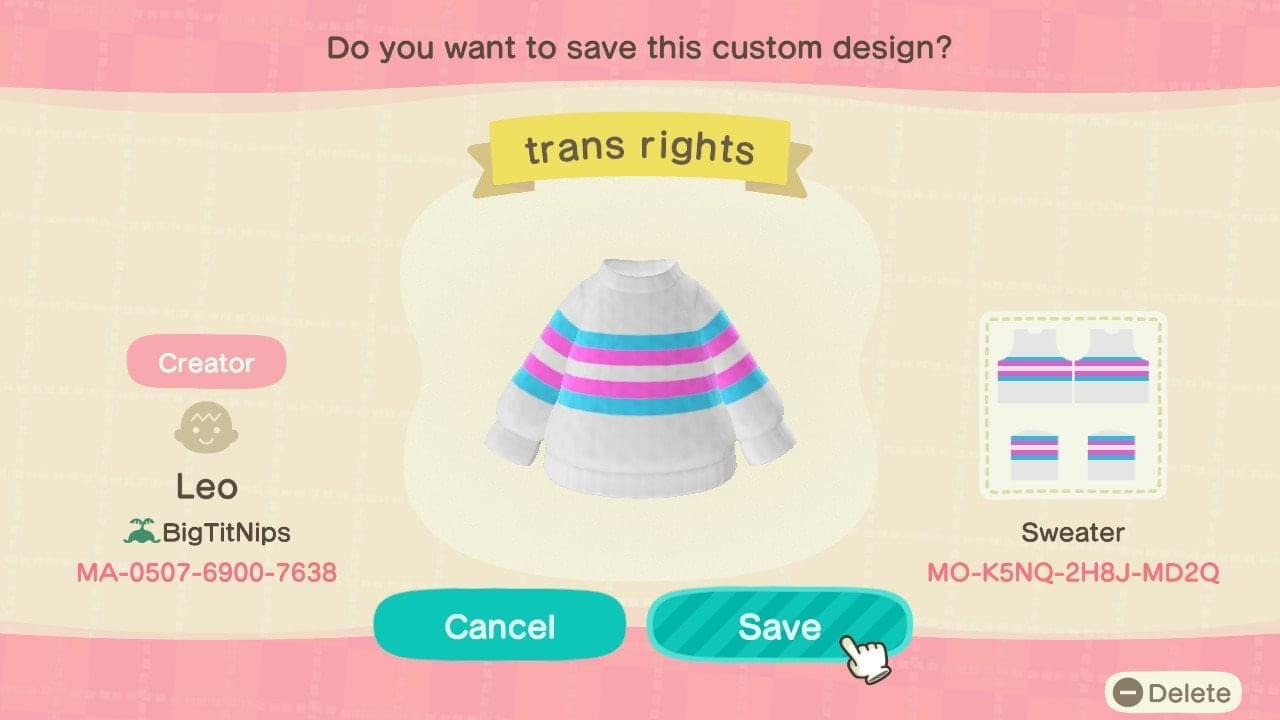 Do you want to save this custom design?
trans rights
Creator
Leo
BigTitNips
MA-0507-6900-7638
Sweater
MO-K5NQ-2H8J-MD2Q
Cancel
Save
Delete